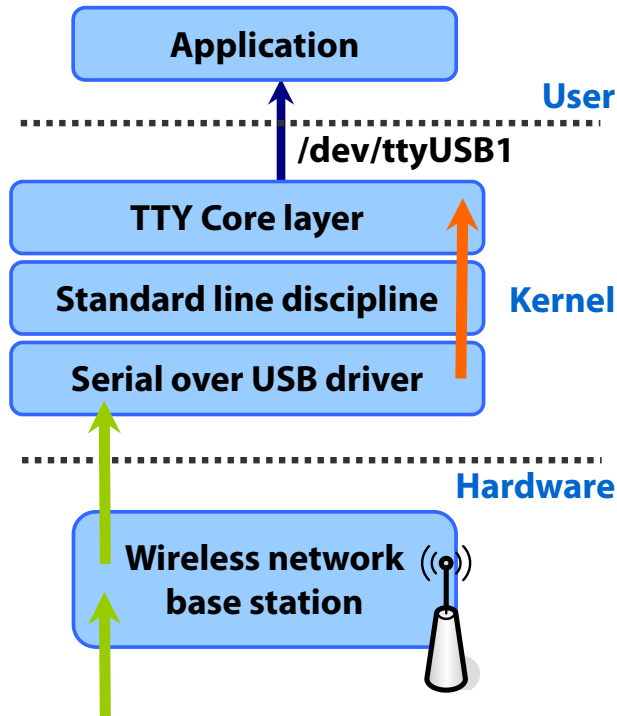 Application
User
/dev/ttyUSB1
TTY Core layer
Standard line discipline
Kernel
Serial over USB driver
Hardware
Wireless network
base station